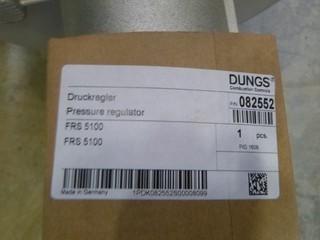 DUNGS®
Combustion Controls
Druckregler
P/N 082552
Pressure regulator
FRS 5100
FRS 5100
1 pcs.
Made in Germany